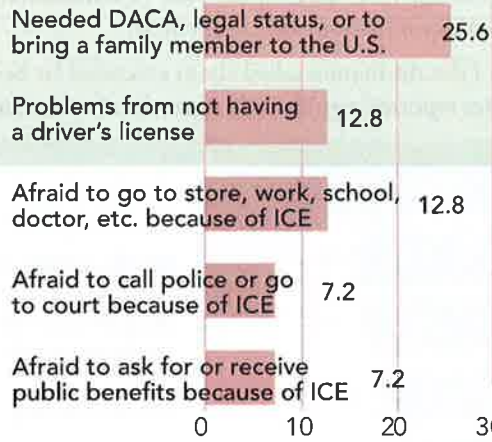 Needed DACA, legal status, or to
bring a family member to the U.S.
25.6
Problems from not having
a driver's license
12.8
Afraid to go to store, work, school,
doctor, etc. because of ICE
12.8
Afraid to call police or go
to court because of ICE
7.2
Afraid to ask for or receive
public benefits because of ICE
7.2
0 10 20